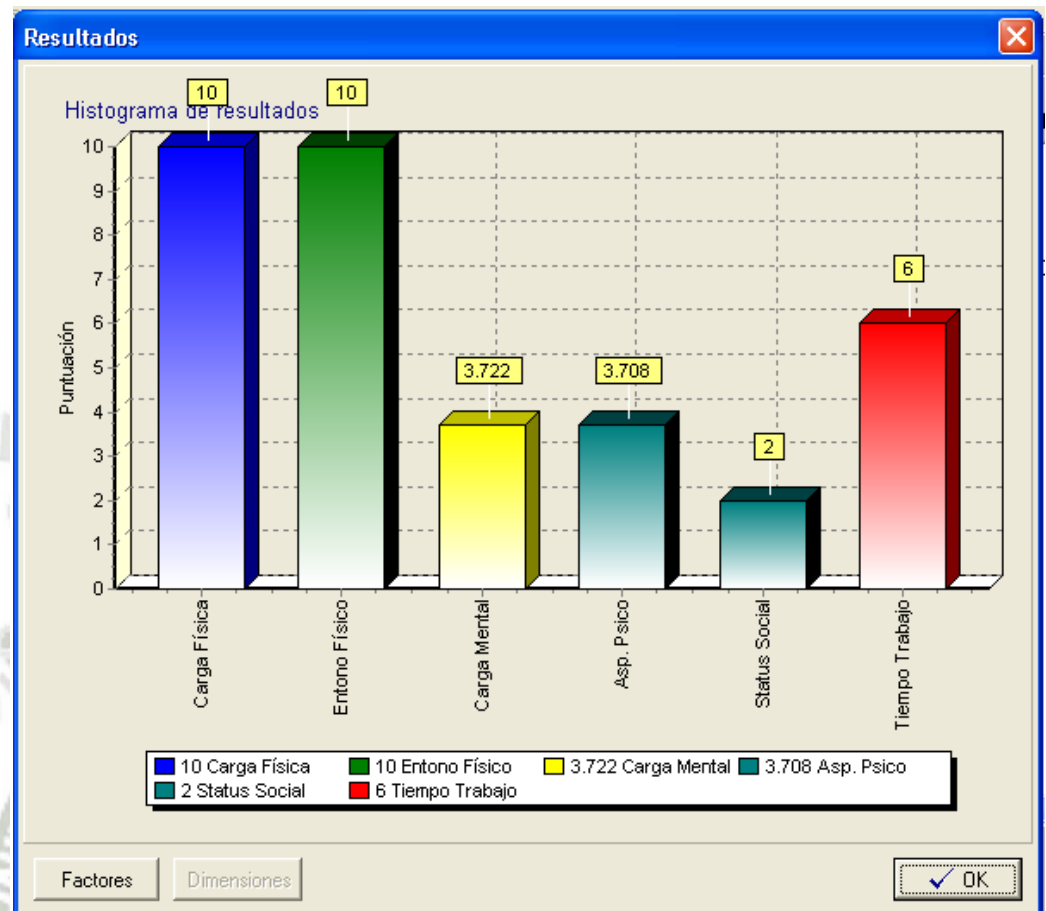 Resultados
Histograma de resultados
10
10
3.722
3.708
2
6
Puntuación
10
9
8
7
6
5
4
3
2
1
0
Carga Física
Entono Físico
Carga Mental
Asp. Psico
Status Social
Tiempo Trabajo
10 Carga Física 10 Entono Físico 3.722 Carga Mental 3.708 Asp. Psico
2 Status Social 6 Tiempo Trabajo
Factores Dimensiones OK